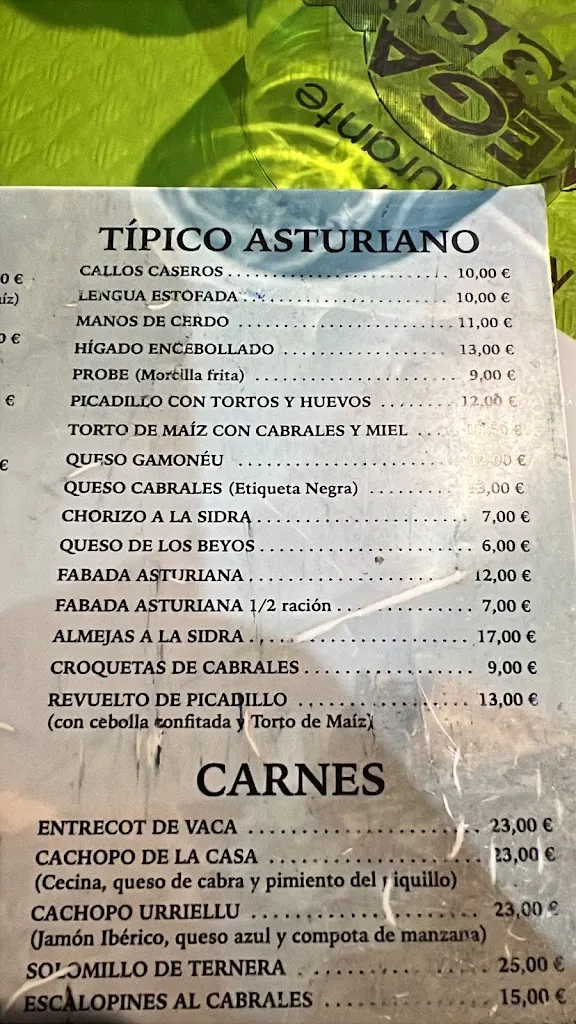 EGA
urante
TÍPICO ASTURIANO
CALLOS CASEROS .......................... 10,00 €
LENGUA ESTOFADA ........................ 10,00 €
MANOS DE CERDO ......................... 11,00 €
HÍGADO ENCEBOLLADO .................... 13,00 €
PROBE (Morcilla frita) ......................... 9,00 €
PICADILLO CON TORTOS Y HUEVOS ........ 12,00 €
TORTO DE MAÍZ CON CABRALES Y MIEL ....
QUESO GAMONÉU ........................
QUESO CABRALES (Etiqueta Negra) ..........
CHORIZO A LA SIDRA ........................ 7,00 €
QUESO DE LOS BEYOS ........................ 6,00 €
FABADA ASTURIANA ........................ 12,00 €
FABADA ASTURIANA 1/2 ración .............. 7,00 €
ALMEJAS A LA SIDRA ........................ 17,00 €
CROQUETAS DE CABRALES .................. 9,00 €
REVUELTO DE PICADILLO .................. 13,00 €
(con cebolla confitada y Torto de Maíz)
CARNES
ENTRECOT DE VACA ........................ 23,00 €
CACHOPO DE LA CASA ...................... 23,00 €
(Cecina, queso de cabra y pimiento del piquillo)
CACHOPO URRIELLU ........................ 23,00 €
(Jamón Ibérico, queso azul y compota de manzana)
SOLOMILLO DE TERNERA .................... 25,00 €
ESCALOPINES AL CABRALES ................. 15,00 €